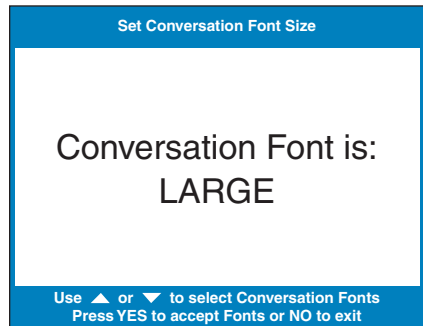 Set Conversation Font Size
Conversation Font is:
LARGE
Use ▲ or ▼ to select Conversation Fonts
Press YES to accept Fonts or NO to exit